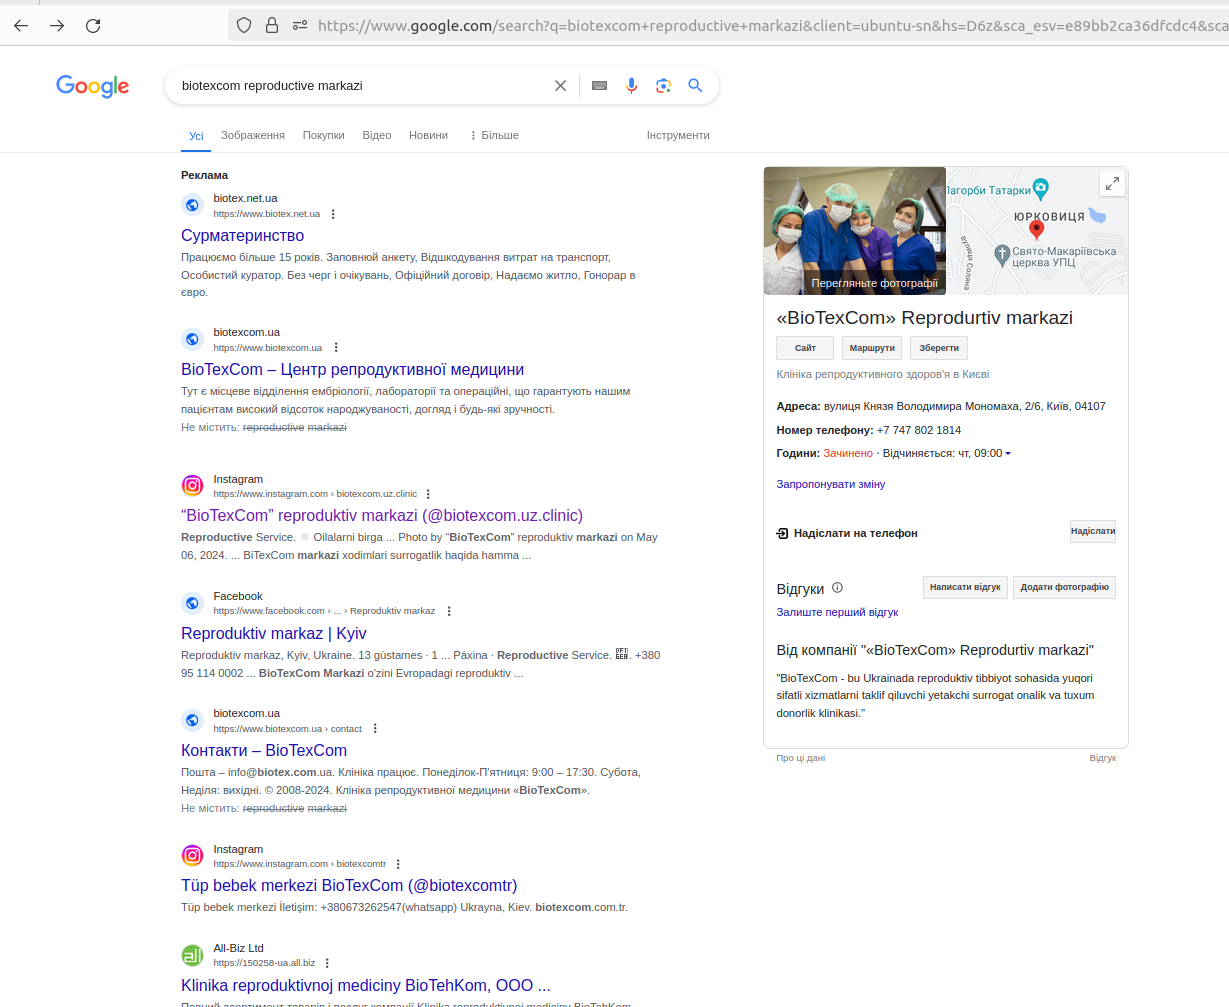 https://www.google.com/search?q=biotexcom+reproductive+markazi&client=ubuntu-sn&hs=D6z&sca_esv=e89bb2ca36dfcdc4&sca
Google
biotexcom reproductive markazi
Усі Зображення Покупки Відео Новини Більше Інструменти
Реклама
biotex.net.ua
https://www.biotex.net.ua
Сурматеринство
Працюємо більше 15 років. Заповнюй анкету, Відшкодування витрат на транспорт,
Особистий куратор. Без черг і очікувань, Офіційний договір, Надаємо житло, Гонорар в
євро.
biotexcom.ua
https://www.biotexcom.ua
BioTexCom – Центр репродуктивної медицини
Тут є місцеве відділення ембріології, лабораторії та операційні, що гарантують нашим
пацієнтам високий відсоток народжуваності, догляд і будь-які зручності.
Не містить: reproductive markazi
Instagram
https://www.instagram.com › biotexcom.uz.clinic
“BioTexCom” reproduktiv markazi (@biotexcom.uz.clinic)
Reproductive Service. Oilalarni birga ... Photo by “BioTexCom” reproduktiv markazi on May
06, 2024. ... BiTexCom markazi xodimlari surrogatlik haqida hamma ...
Facebook
https://www.facebook.com › ... › Reproduktiv markaz
Reproduktiv markaz | Kyiv
Reproduktiv markaz, Kyiv, Ukraine. 13 gústames · 1 ... Páxina · Reproductive Service. . +380
95 114 0002 ... BioTexCom Markazi o'zini Evropadagi reproduktiv ...
biotexcom.ua
https://www.biotexcom.ua › contact
Контакти – BioTexCom
Пошта – info@biotex.com.ua. Клініка працює. Понеділок-П'ятниця: 9:00 – 17:30. Субота,
Неділя: вихідні. © 2008-2024. Клініка репродуктивної медицини «BioTexCom».
Не містить: reproductive markazi
Instagram
https://www.instagram.com › biotexcomtr
Tüp bebek merkezi BioTexCom (@biotexcomtr)
Tüp bebek merkezi İletişim: +380673262547(whatsapp) Ukrayna, Kiev. biotexcom.com.tr.
All-Biz Ltd
https://150258-ua.all.biz
Klinika reproduktivnoj mediciny BioTehKom, OOO ...
Повний асортимент товарів і послуг компанії Klinika reproduktivnoj mediciny BioTehKom
Перегляньте фотографії
Пагорби Татарки
ЮРКОВИЦЯ
Свято-Макаріївська
церква УПЦ
вулиця Соляна
«BioTexCom» Reprodurtiv markazi
Сайт Маршрути Зберегти
Клініка репродуктивного здоров'я в Києві
Адреса: вулиця Князя Володимира Мономаха, 2/6, Київ, 04107
Номер телефону: +7 747 802 1814
Години: Зачинено · Відчиняється: чт, 09:00
Запропонувати зміну
Надіслати на телефон Надіслати
Відгуки Написати відгук Додати фотографію
Залиште перший відгук
Від компанії "«BioTexCom» Reprodurtiv markazi"
"BioTexCom - bu Ukrainada reproduktiv tibbiyot sohasida yuqori
sifatli xizmatlarni taklif qiluvchi yetakchi surrogat onalik va tuxum
donorlik klinikasi."
Про ці дані Відгук